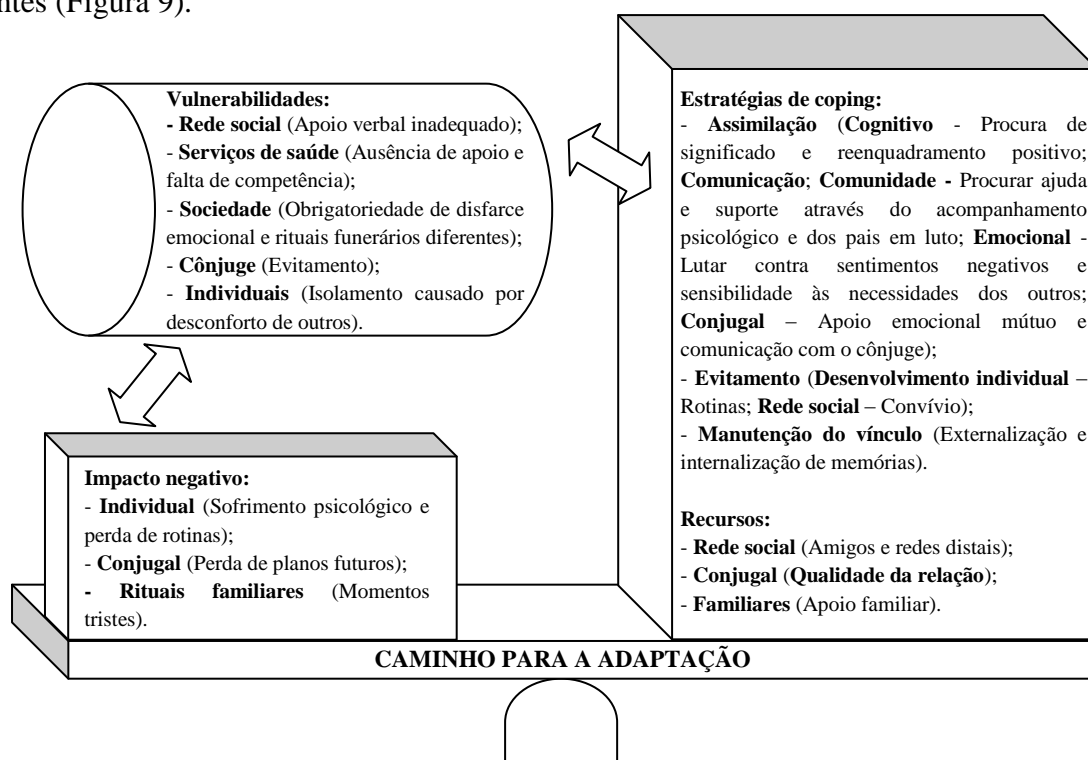 ntes (Figura 9).
Vulnerabilidades:
- Rede social (Apoio verbal inadequado);
- Serviços de saúde (Ausência de apoio e
falta de competência);
- Sociedade (Obrigatoriedade de disfarce
emocional e rituais funerários diferentes);
- Cônjuge (Evitamento);
- Individuais (Isolamento causado por
desconforto de outros).
Impacto negativo:
- Individual (Sofrimento psicológico e
perda de rotinas);
- Conjugal (Perda de planos futuros);
- Rituais familiares (Momentos
tristes).
Estratégias de coping:
- Assimilação (Cognitivo - Procura de
significado e reenquadramento positivo;
Comunicação; Comunidade - Procurar ajuda
e suporte através do acompanhamento
psicológico e dos pais em luto; Emocional -
Lutar contra sentimentos negativos e
sensibilidade às necessidades dos outros;
Conjugal – Apoio emocional mútuo e
comunicação com o cônjuge);
- Evitamento (Desenvolvimento individual –
Rotinas; Rede social – Convívio);
- Manutenção do vínculo (Externalização e
internalização de memórias).
Recursos:
- Rede social (Amigos e redes distais);
- Conjugal (Qualidade da relação);
- Familiares (Apoio familiar).
CAMINHO PARA A ADAPTAÇÃO